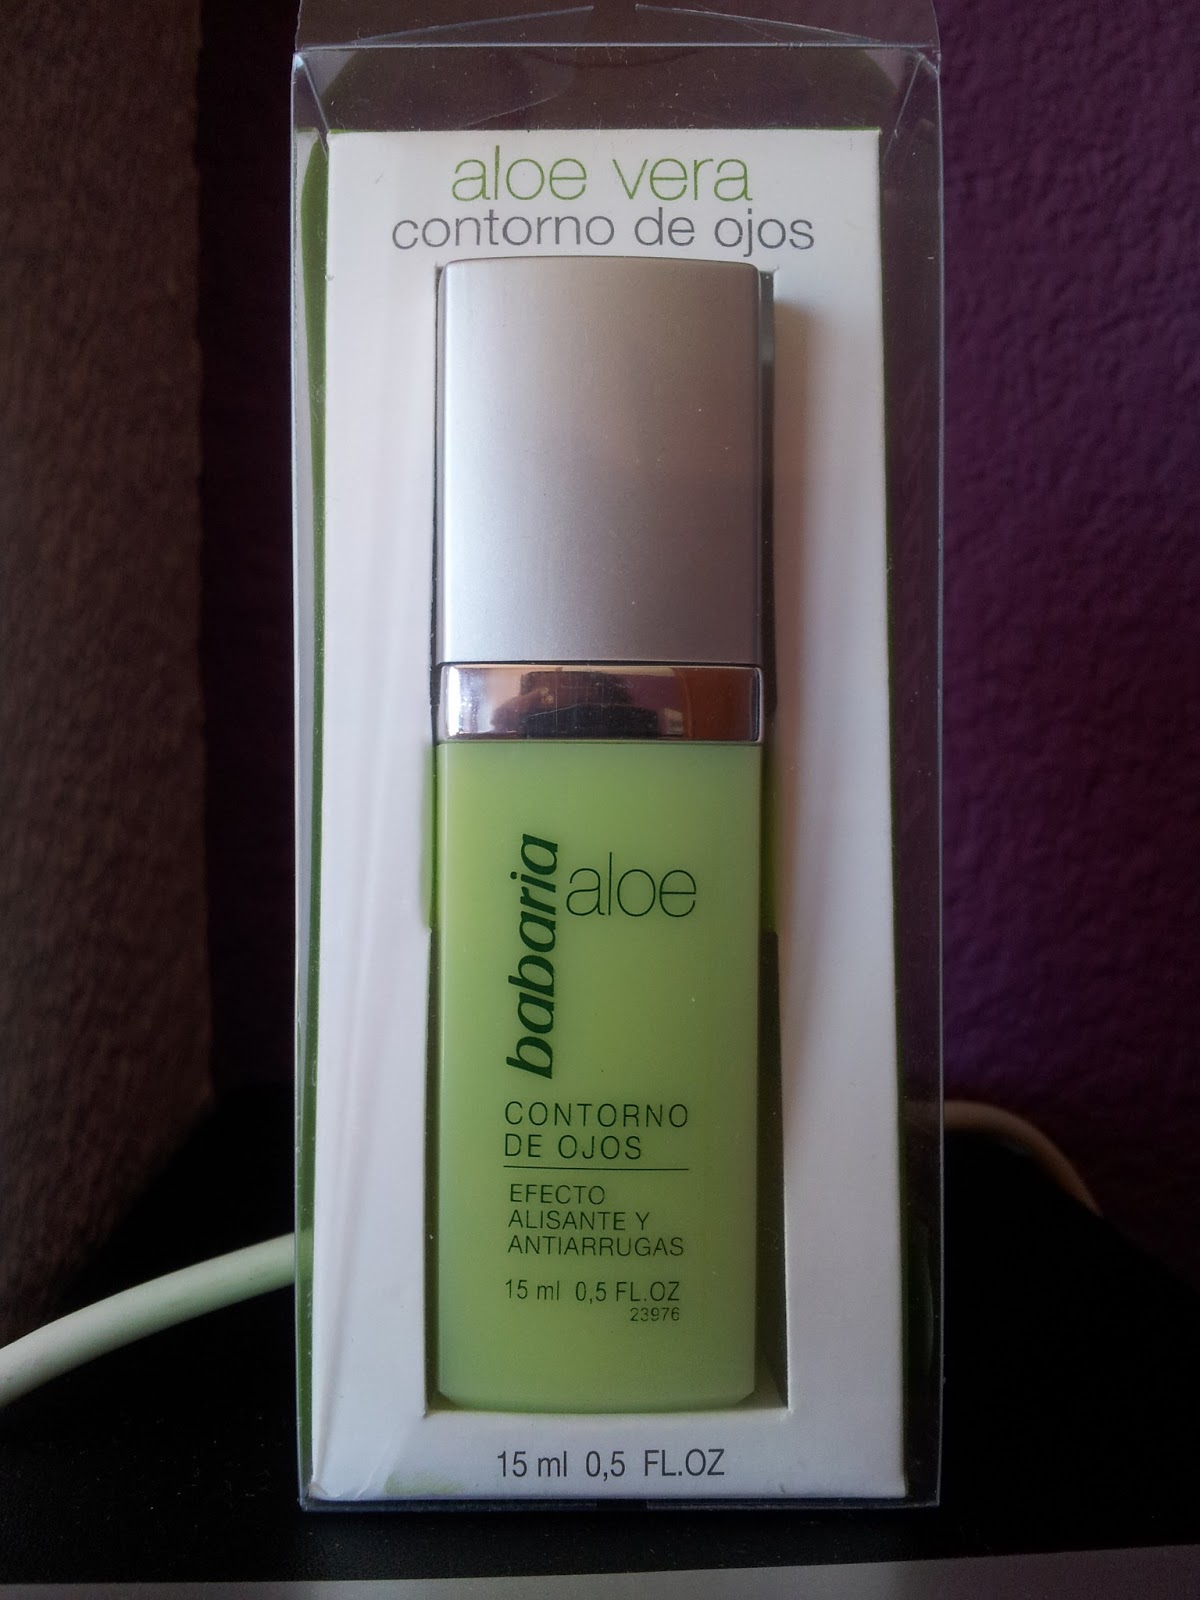 aloe vera
contorno de ojos
babaria
aloe
CONTORNO
DE OJOS
EFECTO
ALISANTE Y
ANTIARRUGAS
15 ml 0,5 FL.OZ
23976
15 ml 0,5 FL.OZ